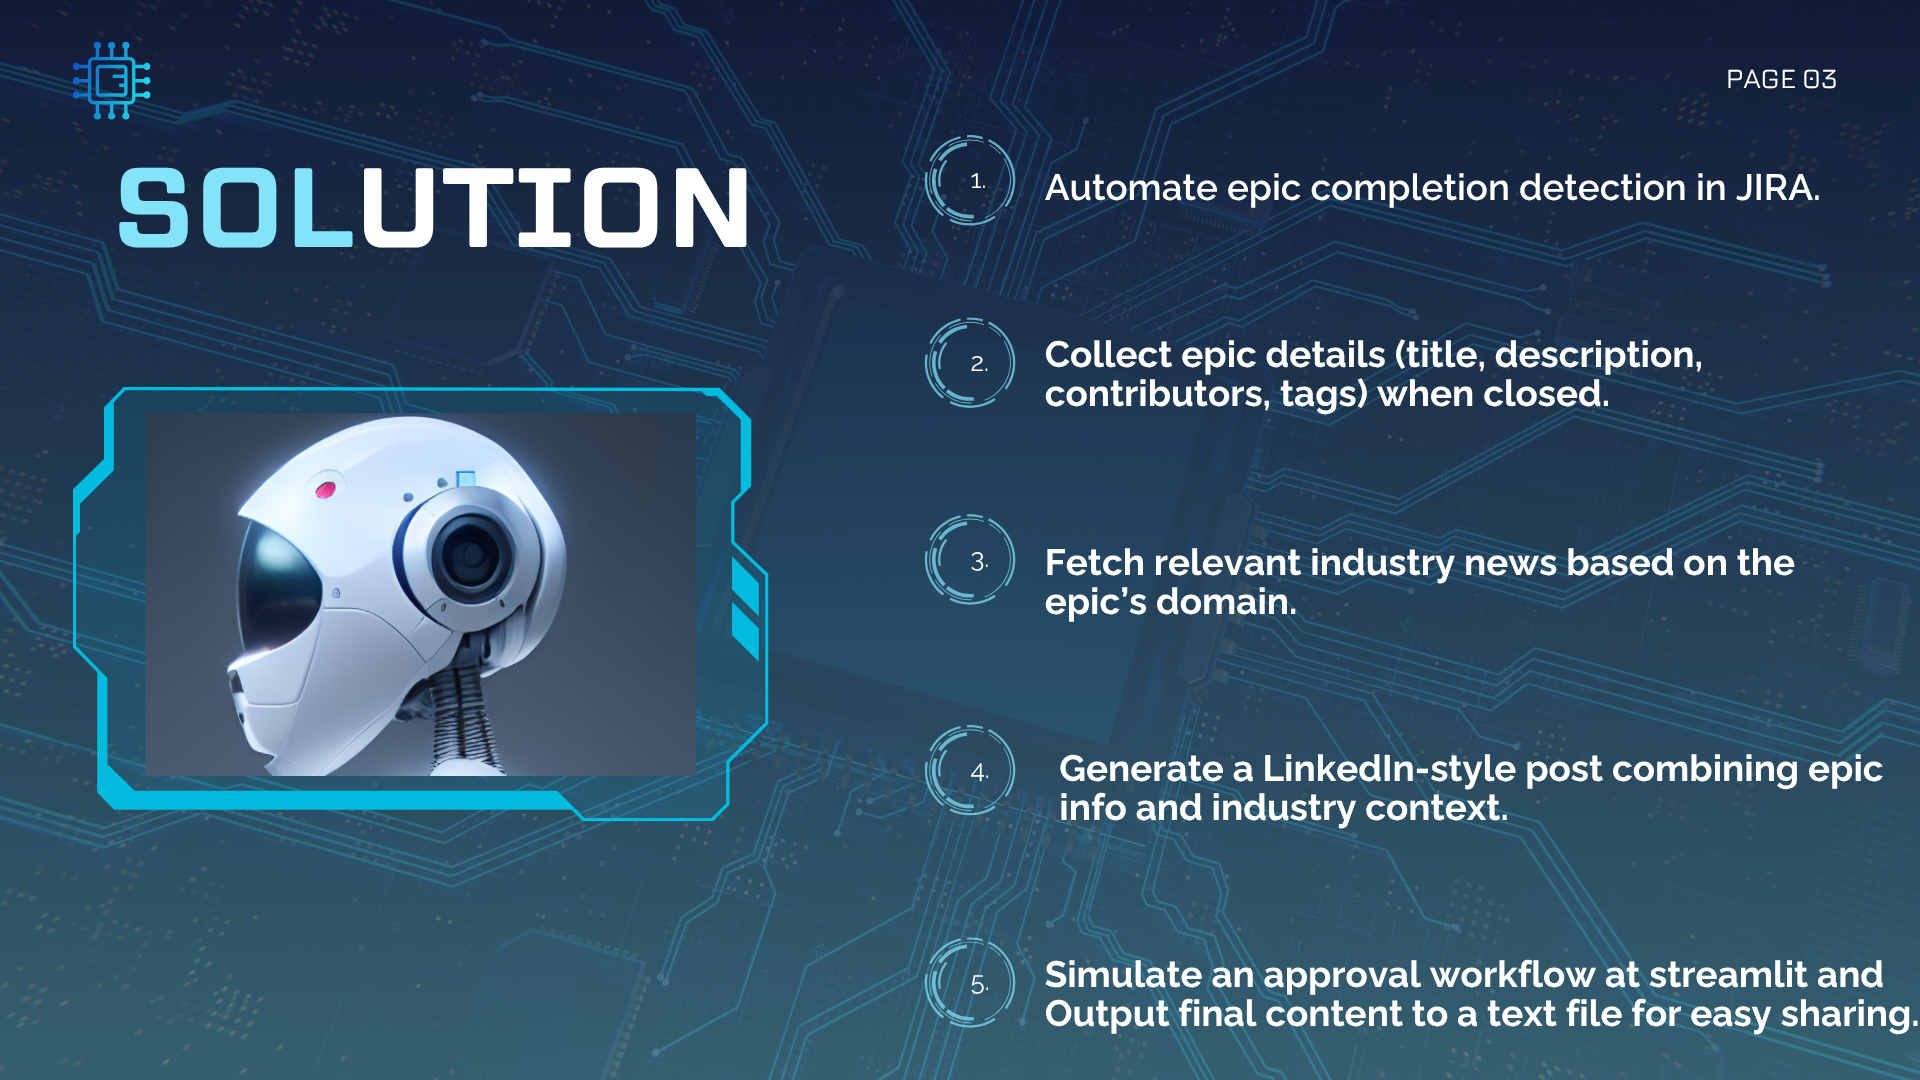 PAGE 03
SOLUTION
1.
Automate epic completion detection in JIRA.
2.
Collect epic details (title, description,
contributors, tags) when closed.
3.
Fetch relevant industry news based on the
epic’s domain.
4.
Generate a LinkedIn-style post combining epic
info and industry context.
5.
Simulate an approval workflow at streamlit and
Output final content to a text file for easy sharing.